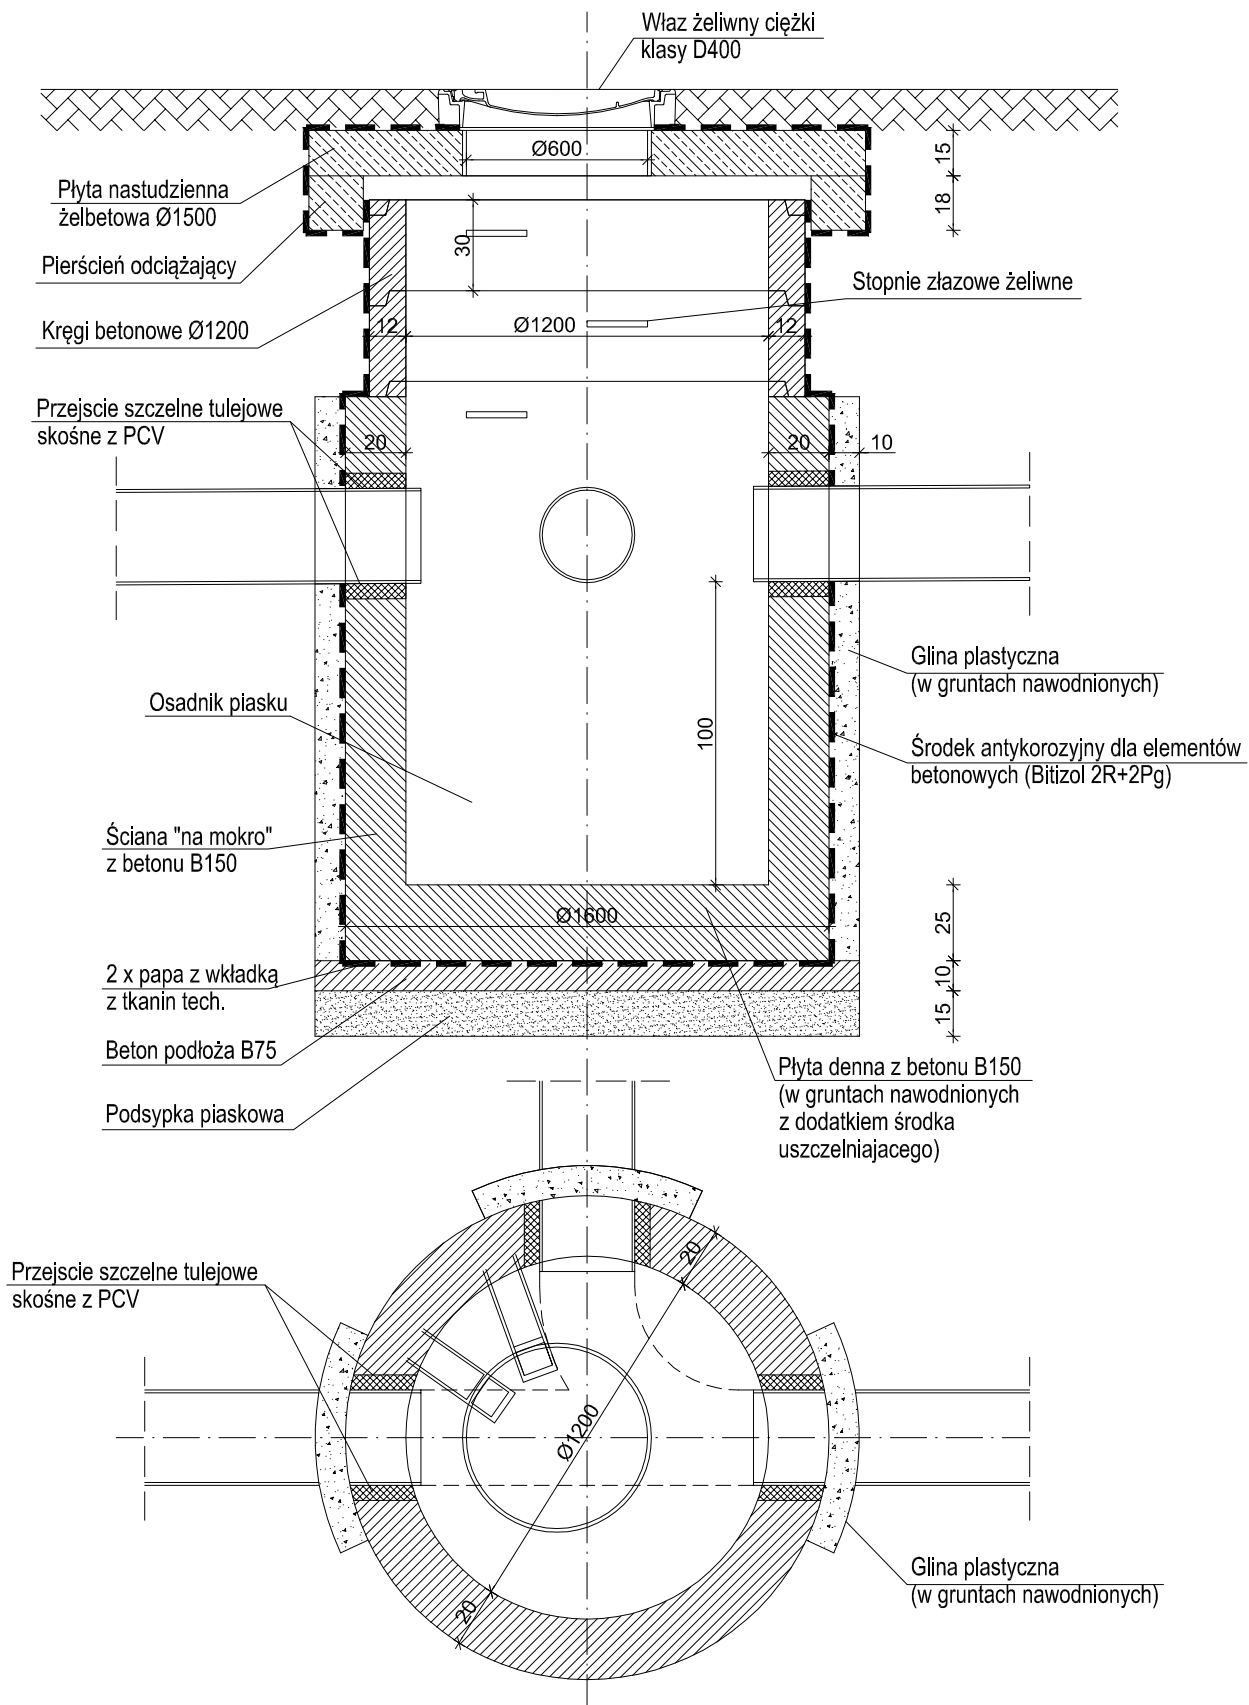 Właz żeliwny ciężki
klasy D400
Ø600
15
18
Płyta nastudzienna
żelbetowa Ø1500
30
Pierścień odciążający
Stopnie złazowe żeliwne
Kręgi betonowe Ø1200
12
Ø1200
12
Przejscie szczelne tulejowe
skośne z PCV
20
20
10
Glina plastyczna
(w gruntach nawodnionych)
Osadnik piasku
100
Środek antykorozyjny dla elementów
betonowych (Bitizol 2R+2Pg)
Ściana "na mokro"
z betonu B150
Ø1600
25
10
15
2 x papa z wkładką
z tkanin tech.
Beton podłoża B75
Płyta denna z betonu B150
(w gruntach nawodnionych
z dodatkiem środka
uszczelniajacego)
Podsypka piaskowa
20
Przejscie szczelne tulejowe
skośne z PCV
Ø1200
20
Glina plastyczna
(w gruntach nawodnionych)